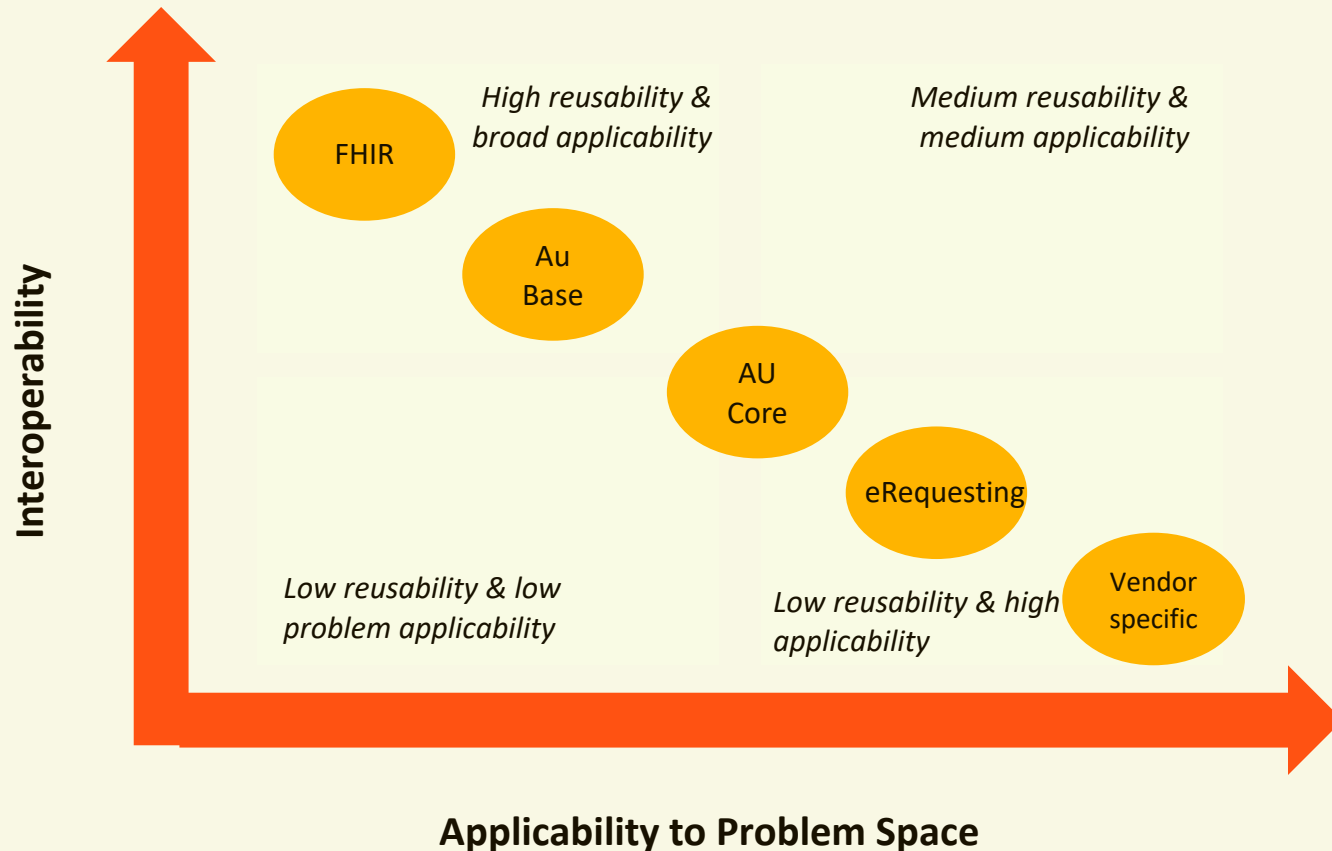 High reusability &
broad applicability
Medium reusability &
medium applicability
FHIR
Au
Base
Interoperability
AU
Core
eRequesting
Low reusability & low
problem applicability
Low reusability & high
applicability
Vendor
specific
Applicability to Problem Space